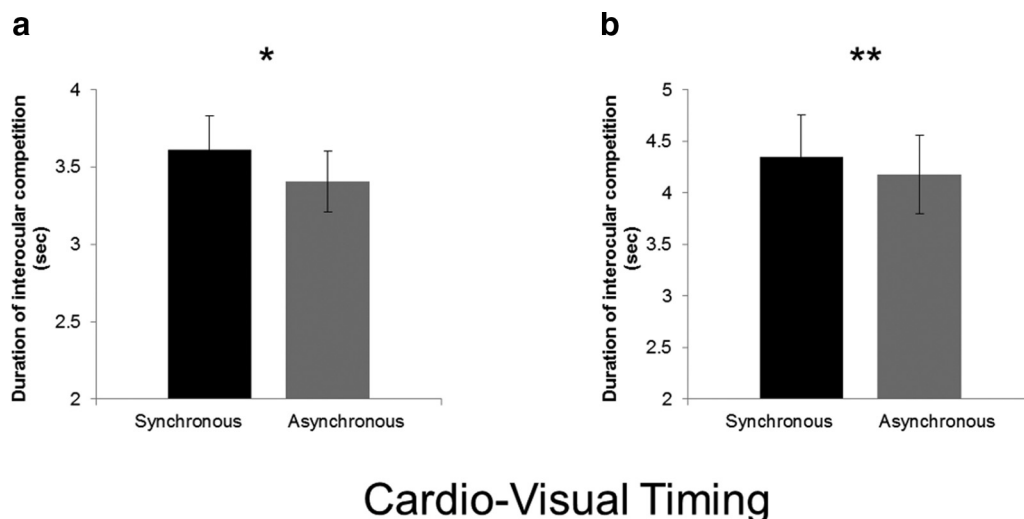 a
*
Duration of interocular competition
(sec)
4
3.5
3
2.5
2
Synchronous Asynchronous
b
**
Duration of interocular competition
(sec)
5
4.5
4
3.5
3
2.5
2
Synchronous Asynchronous
Cardio-Visual Timing